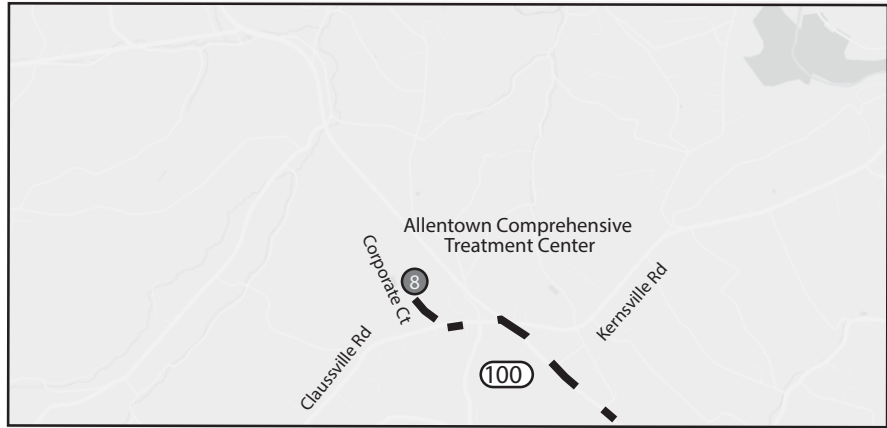 Allentown Comprehensive
Treatment Center
Corporate Ct
8
Kernsville Rd
Claussville Rd
100